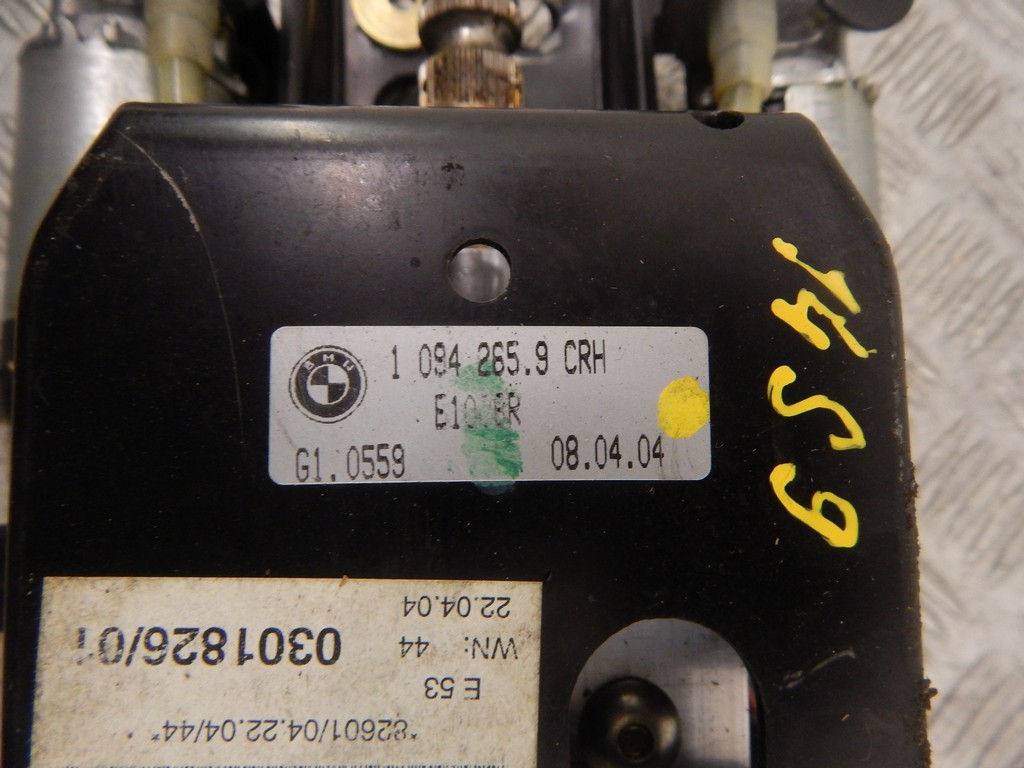 BMW
1 094 265.9 CRH
G1.0559
08.04.04
1459
*82601/04.22.04/44*
E 53
WN: 44
0301826/01
22.04.04